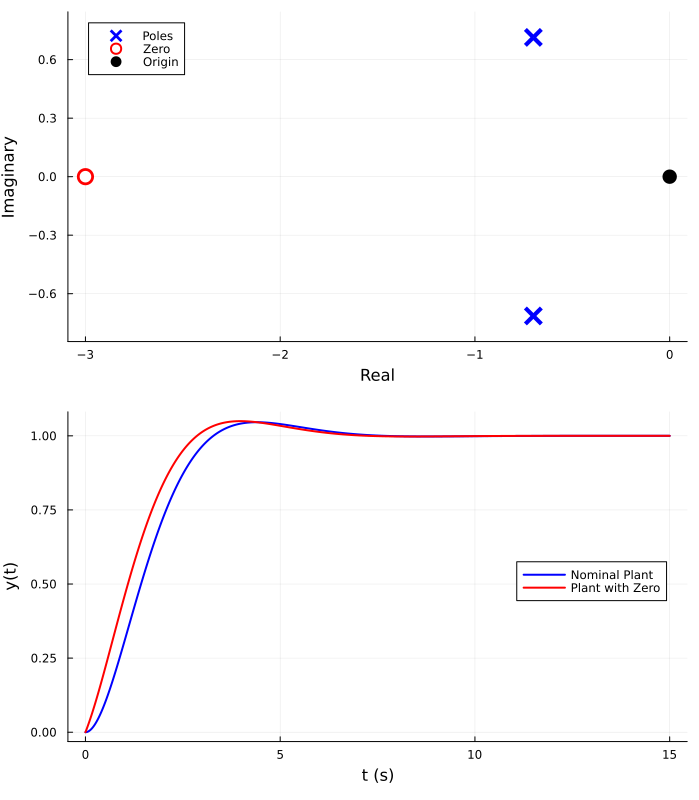 Poles
Zero
Origin
0.6
0.3
0.0
−0.3
−0.6
Imaginary
−3
−2
−1
0
Real
1.00
0.75
0.50
0.25
0.00
y(t)
Nominal Plant
Plant with Zero
0
5
10
15
t (s)